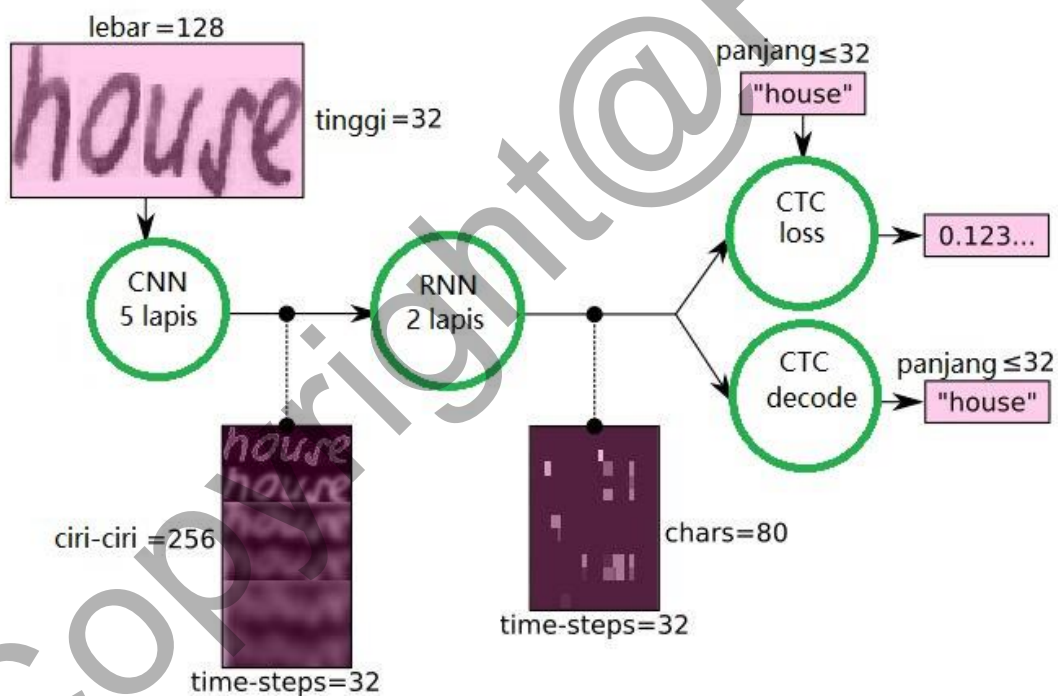 lebar =128
house
tinggi =32
panjang ≤32
"house"
CTC
loss
0.123...
CNN
5 lapis
RNN
2 lapis
CTC
decode
panjang ≤32
"house"
house
house
ciri-ciri =256
time-steps=32
chars=80
time-steps=32
Copyright@